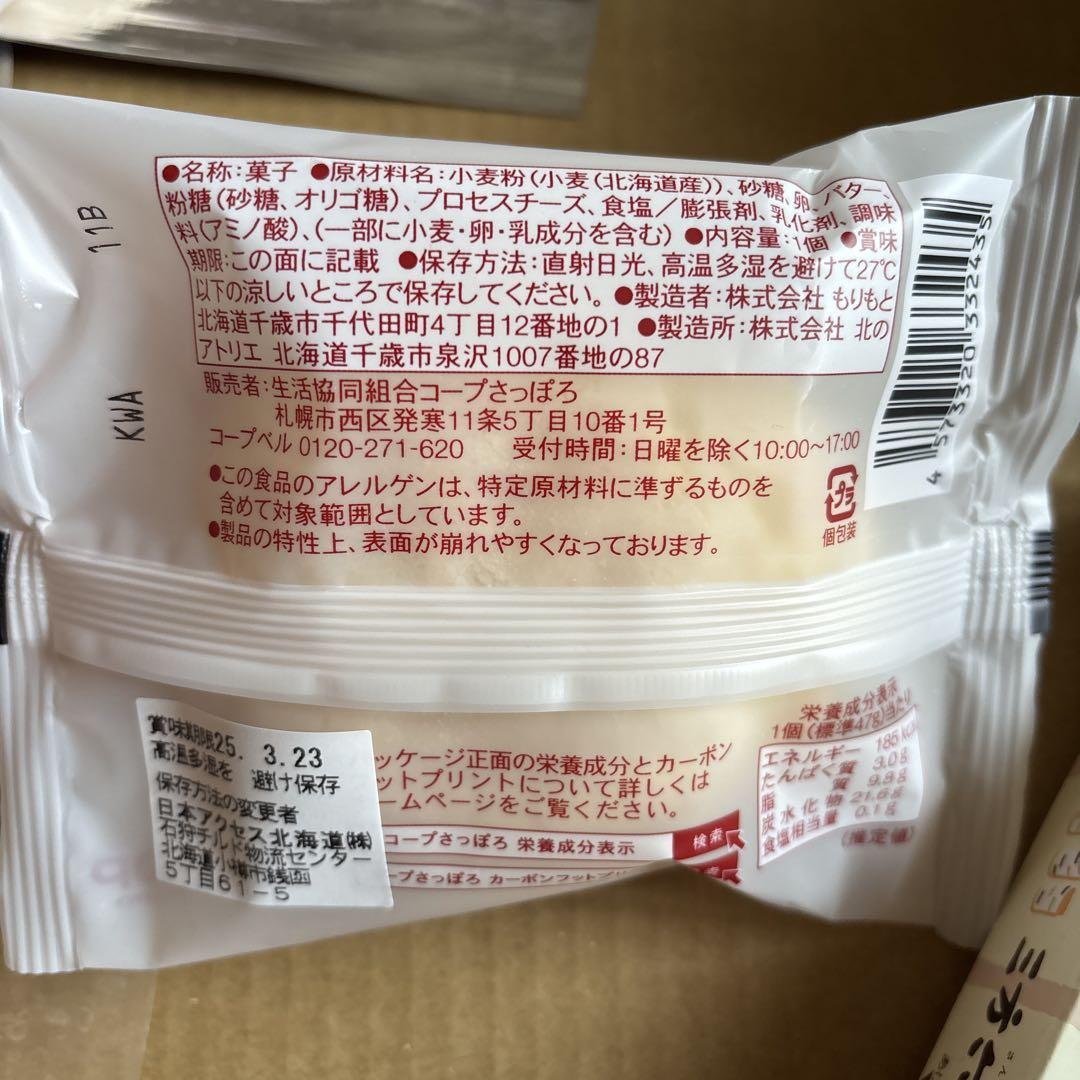 ●名称:菓子 ●原材料名:小麦粉(小麦(北海道産))、砂糖、卵、バター、
粉糖(砂糖、オリゴ糖)、プロセスチーズ、食塩/膨張剤、乳化剤、調味
料(アミノ酸)、(一部に小麦・卵・乳成分を含む) ●内容量:1個 ●賞味
期限:この面に記載 ●保存方法:直射日光、高温多湿を避けて27℃
以下の涼しいところで保存してください。 ●製造者:株式会社 もりもと
北海道千歳市千代田町4丁目12番地の1 ●製造所:株式会社 北の
アトリエ 北海道千歳市泉沢1007番地の87
販売者:生活協同組合コープさっぽろ
札幌市西区発寒11条5丁目10番1号
コープベル 0120-271-620 受付時間:日曜を除く10:00~17:00
●この食品のアレルゲンは、特定原材料に準ずるものを
含めて対象範囲としています。
●製品の特性上、表面が崩れやすくなっております。
11B
KWA
4573320332435
プラ
個包装
賞味期限25. 3.23
高温多湿を 避け保存
保存方法の変更者
日本アクセス北海道㈱
石狩チルド物流センター
北海道小樽市銭函
5丁目61-5
ッケージ正面の栄養成分とカーボン
ットプリントについて詳しくは
ームページをご覧ください。
コープさっぽろ 栄養成分表示 検索
ープさっぽろ カーボンフットプリ
栄養成分表示
1個(標準47g)当たり
エネルギー 185kcal
たんぱく質 3.0g
脂質 9.8g
炭水化物 21.6g
食塩相当量 0.1g
(推定値)
三方六